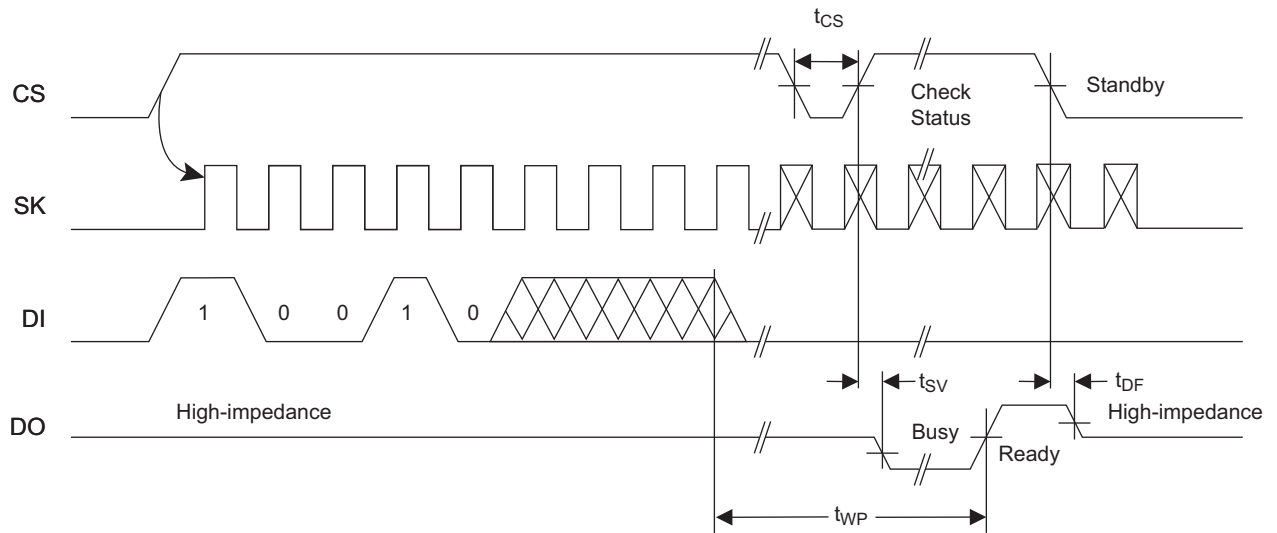 tCS
CS
Check
Status
Standby
SK
DI
1 0 0 1 0
tSV
tDF
DO
High-impedance
Busy
Ready
High-impedance
tWP